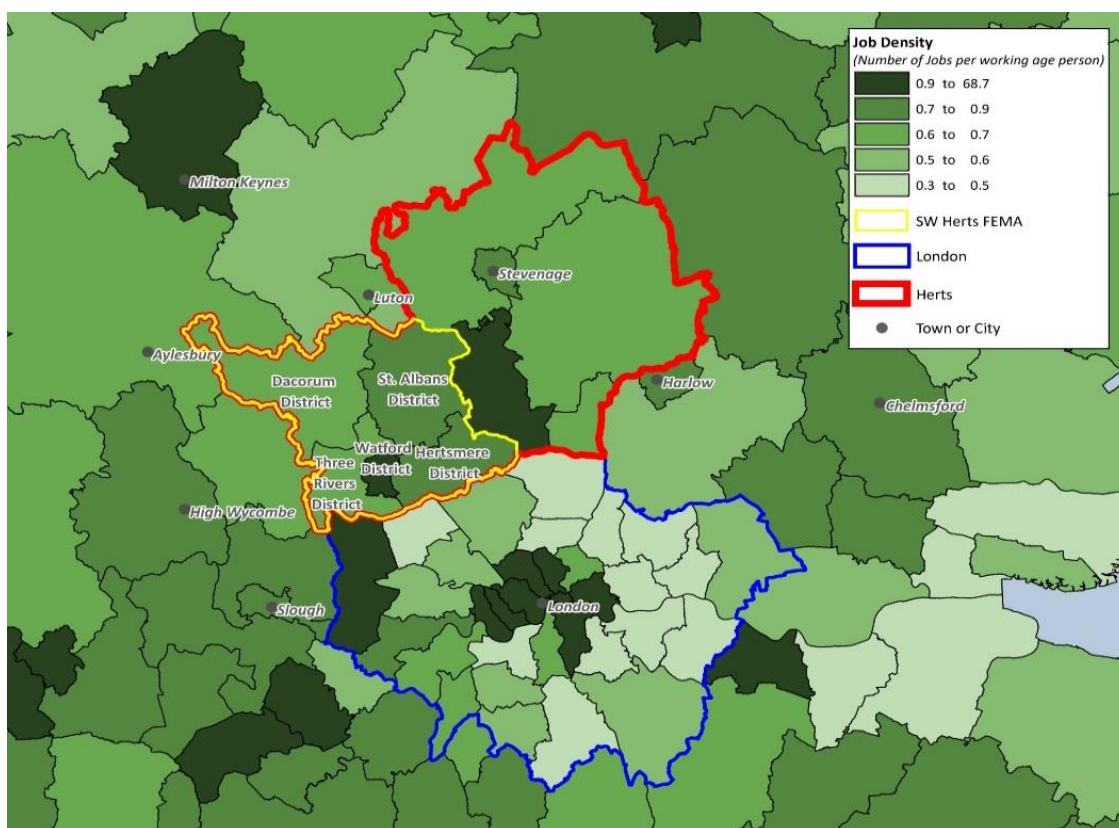 Job Density
(Number of Jobs per working age person)
0.9 to 68.7
0.7 to 0.9
0.6 to 0.7
0.5 to 0.6
0.3 to 0.5
SW Herts FEMA
London
Herts
Town or City
Milton Keynes
Stevenage
Luton
Aylesbury
Dacorum
District
St. Albans
District
Harlow
Chelmsford
Three
Rivers
District
Watford
District
Hertsmere
District
High Wycombe
Slough
London